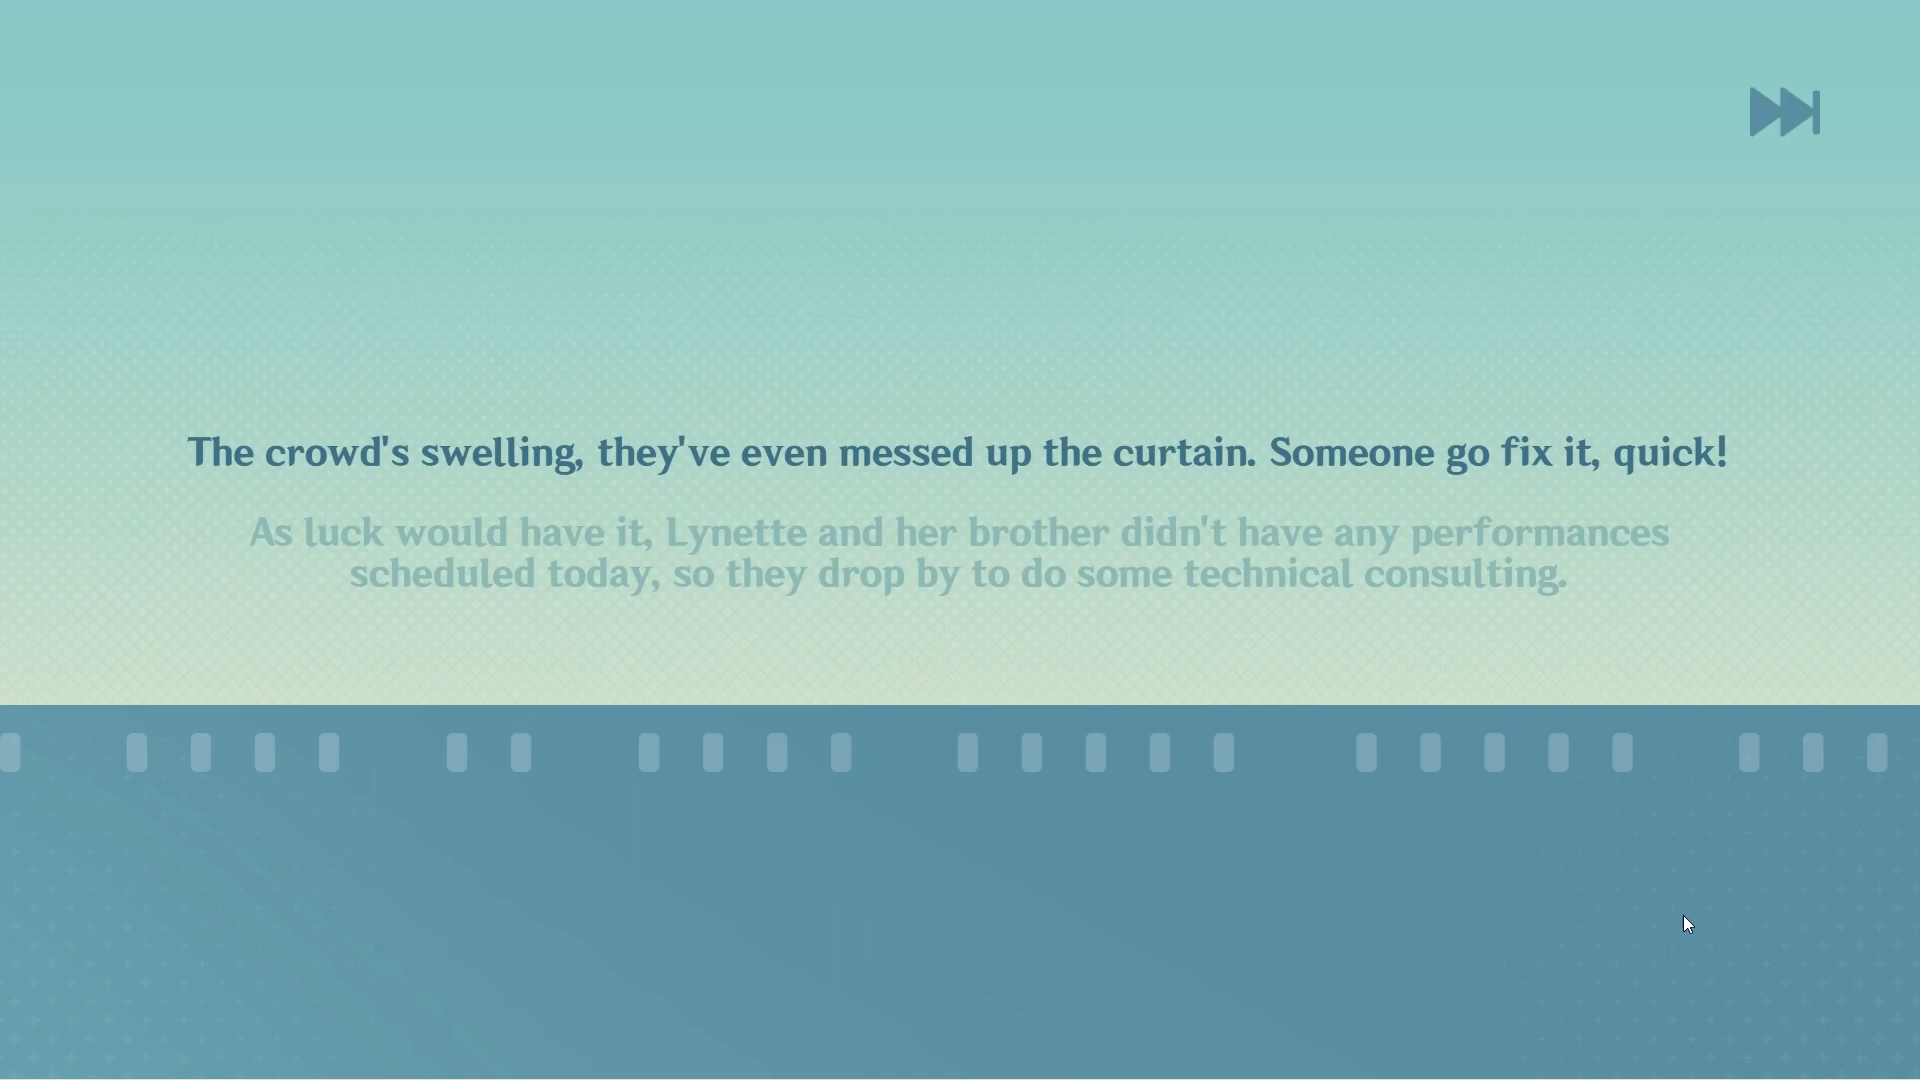 The crowd's swelling, they've even messed up the curtain. Someone go fix it, quick!
As luck would have it, Lynette and her brother didn't have any performances
scheduled today, so they drop by to do some technical consulting.